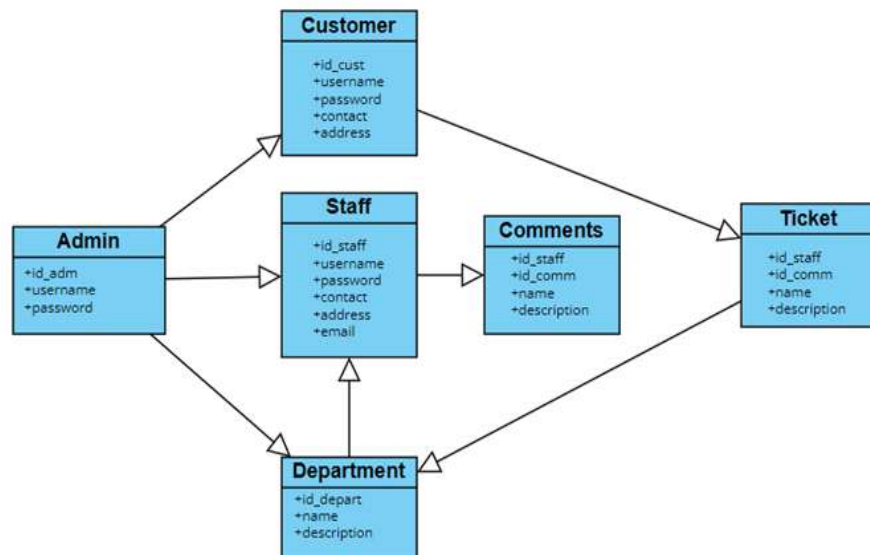 Customer
+id_cust
+username
+password
+contact
+address
Admin
+id_adm
+username
+password
Staff
+id_staff
+username
+password
+contact
+address
+email
Comments
+id_staff
+id_comm
+name
+description
Ticket
+id_staff
+id_comm
+name
+description
Department
+id_depart
+name
+description